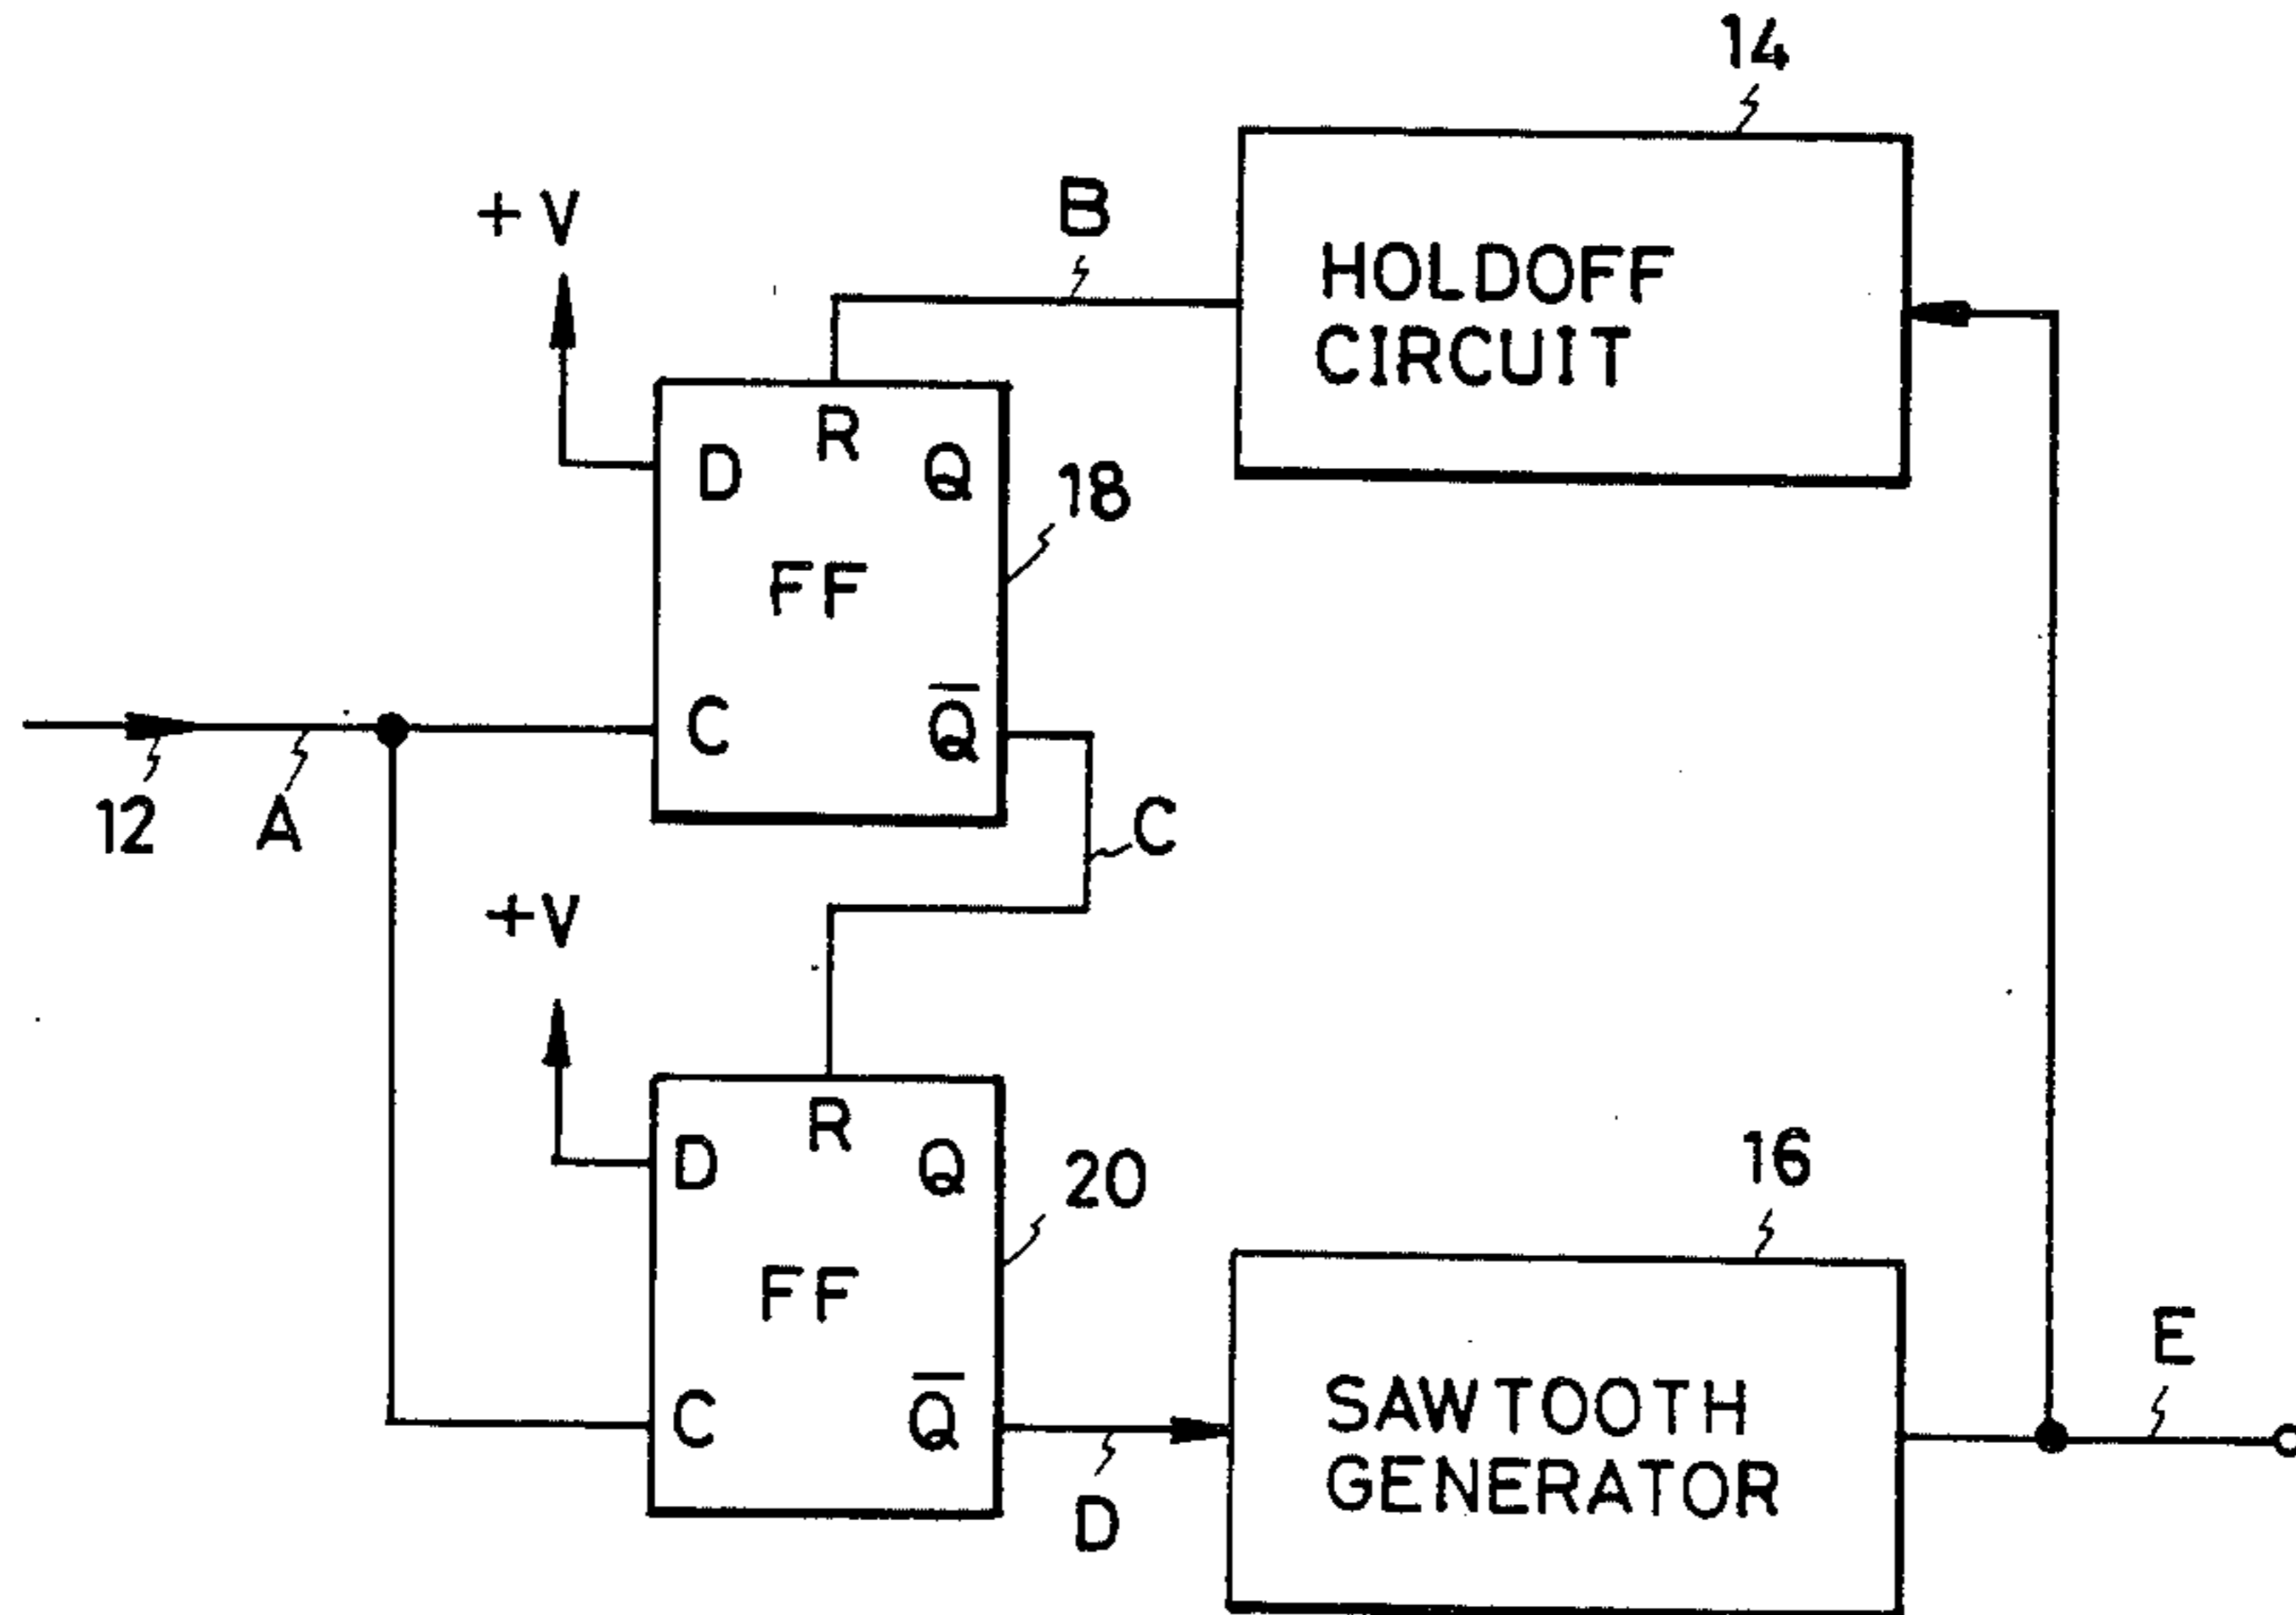 14
+V
B
HOLDOFF
CIRCUIT
R
D
Q
18
FF
C
Q̅
12
A
C
+V
R
D
Q
20
16
FF
E
SAWTOOTH
GENERATOR
C
Q̅
D